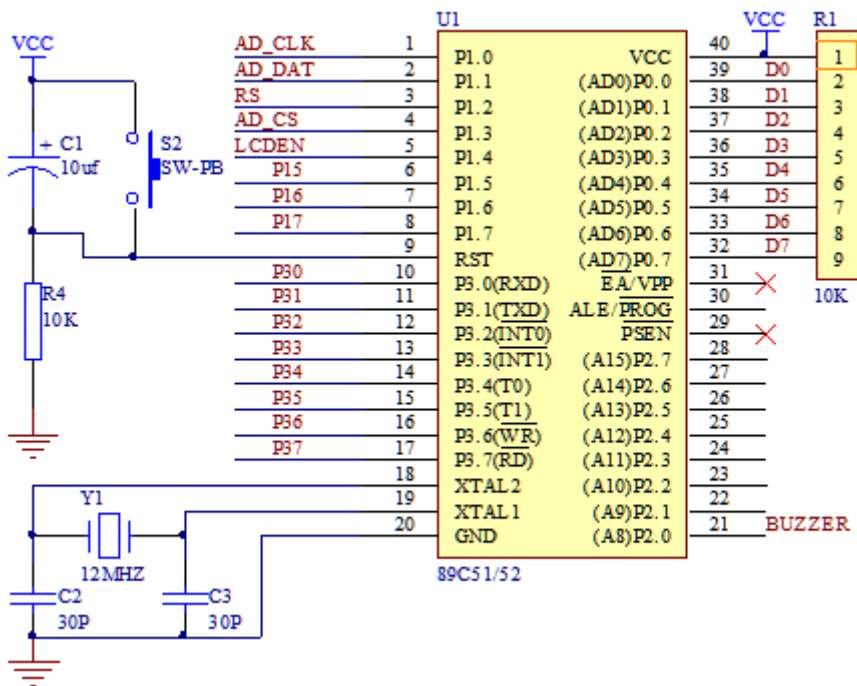 U1
VCC
R1
VCC
AD_CLK 1 P1.0 VCC 40 1
AD_DAT 2 P1.1 (AD0)P0.0 39 D0 2
RS 3 P1.2 (AD1)P0.1 38 D1 3
AD_CS 4 P1.3 (AD2)P0.2 37 D2 4
LCDEN 5 P1.4 (AD3)P0.3 36 D3 5
P15 6 P1.5 (AD4)P0.4 35 D4 6
P16 7 P1.6 (AD5)P0.5 34 D5 7
P17 8 P1.7 (AD6)P0.6 33 D6 8
9 RST (AD7)P0.7 32 D7 9
P30 10 P3.0(RXD) EA/VPP 31
10K
P31 11 P3.1(TXD) ALE/PROG 30
P32 12 P3.2(INT0) PSEN 29
P33 13 P3.3(INT1) (A15)P2.7 28
P34 14 P3.4(T0) (A14)P2.6 27
P35 15 P3.5(T1) (A13)P2.5 26
P36 16 P3.6(WR) (A12)P2.4 25
P37 17 P3.7(RD) (A11)P2.3 24
18 XTAL2 (A10)P2.2 23
19 XTAL1 (A9)P2.1 22
20 GND (A8)P2.0 21 BUZZER
89C51/52
+ C1
10uf
S2
SW-PB
R4
10K
Y1
12MHZ
C2
30P
C3
30P